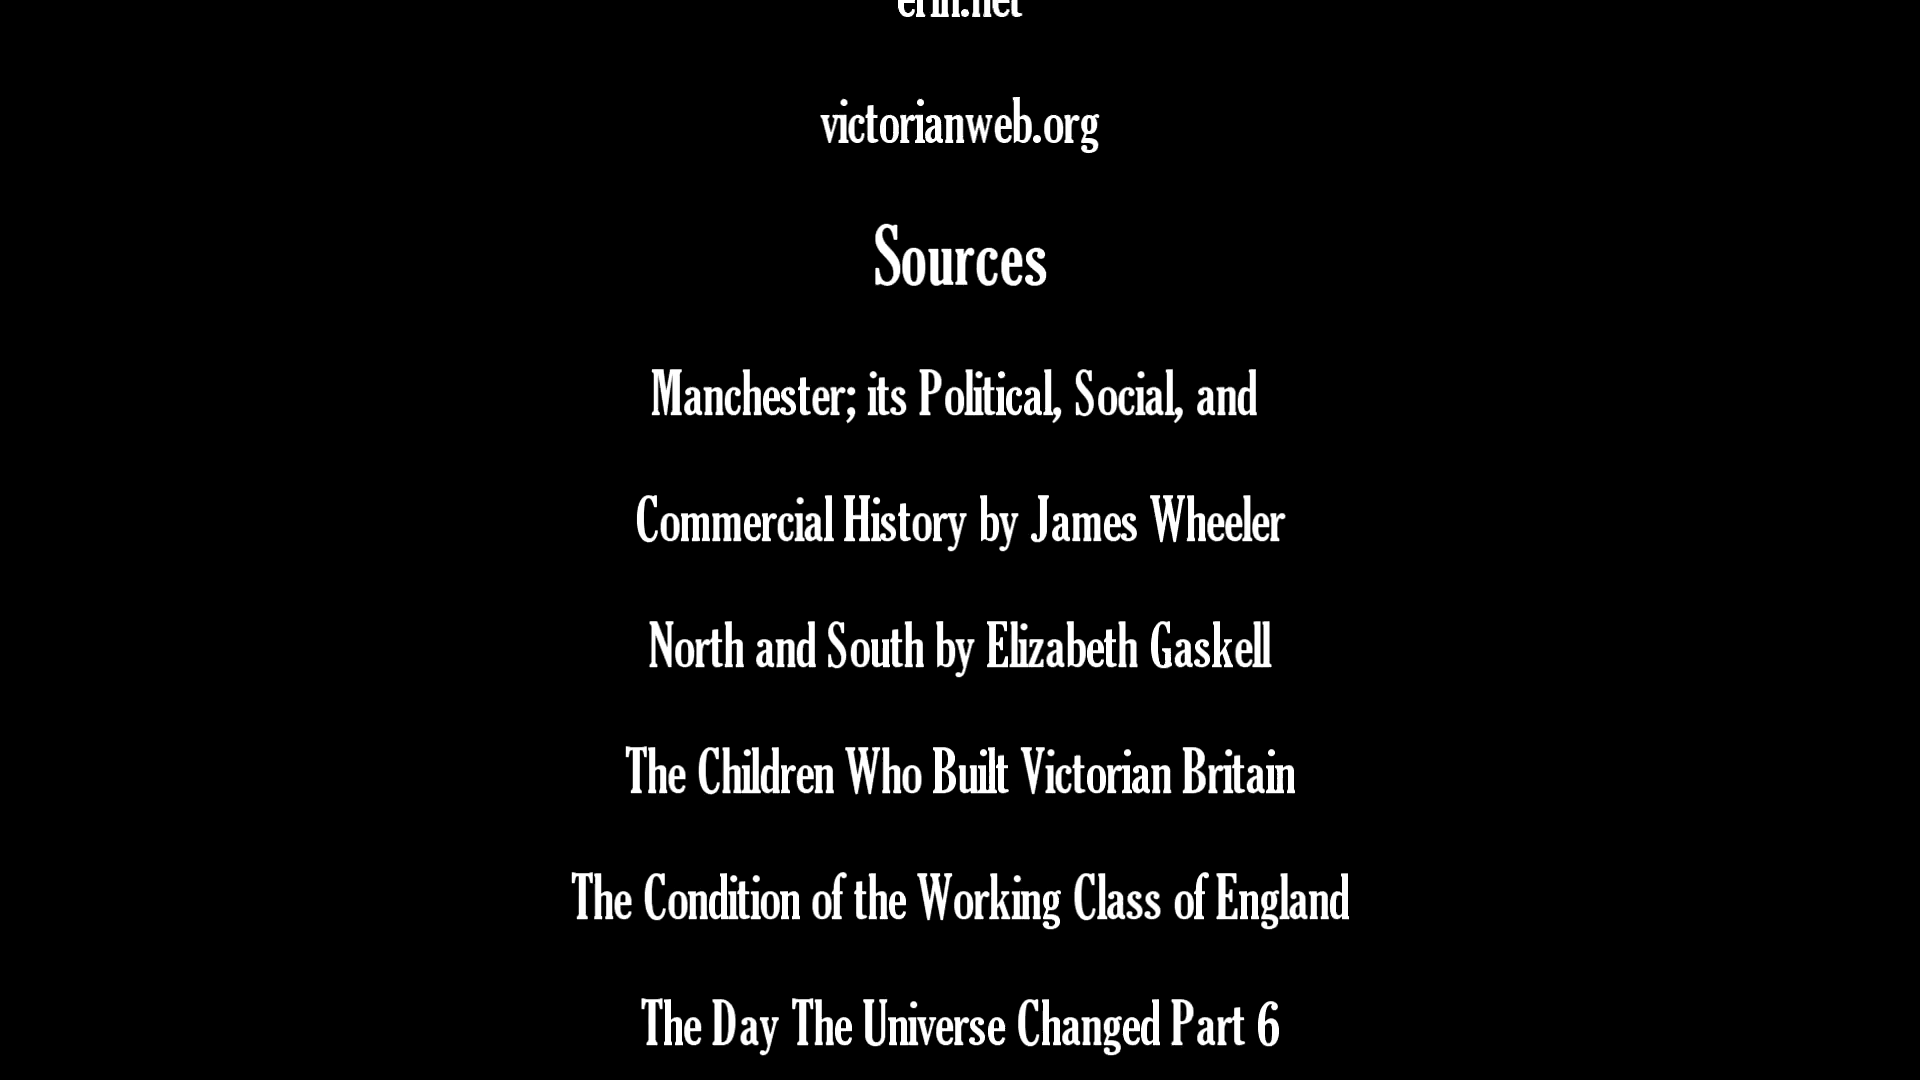 erin.net
victorianweb.org
Sources
Manchester; its Political, Social, and
Commercial History by James Wheeler
North and South by Elizabeth Gaskell
The Children Who Built Victorian Britain
The Condition of the Working Class of England
The Day The Universe Changed Part 6